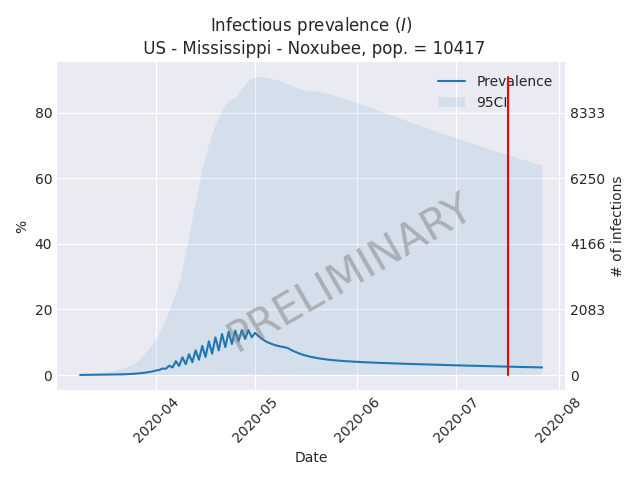 Infectious prevalence (I)
US - Mississippi - Noxubee, pop. = 10417
Prevalence
95CI
80
60
40
20
0
%
8333
6250
4166
2083
0
# of infections
PRELIMINARY
2020-04
2020-05
2020-06
2020-07
2020-08
Date